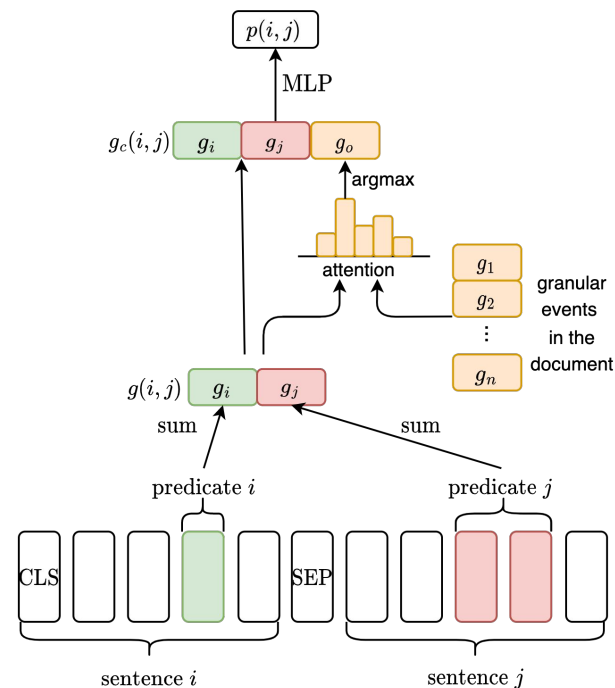 p(i, j)
MLP
g_c(i, j) g_i g_j g_o
argmax
attention
g_1
g_2
⋮
g_n
granular
events
in the
document
g(i, j) g_i g_j
sum
sum
predicate i
predicate j
CLS
SEP
sentence i
sentence j